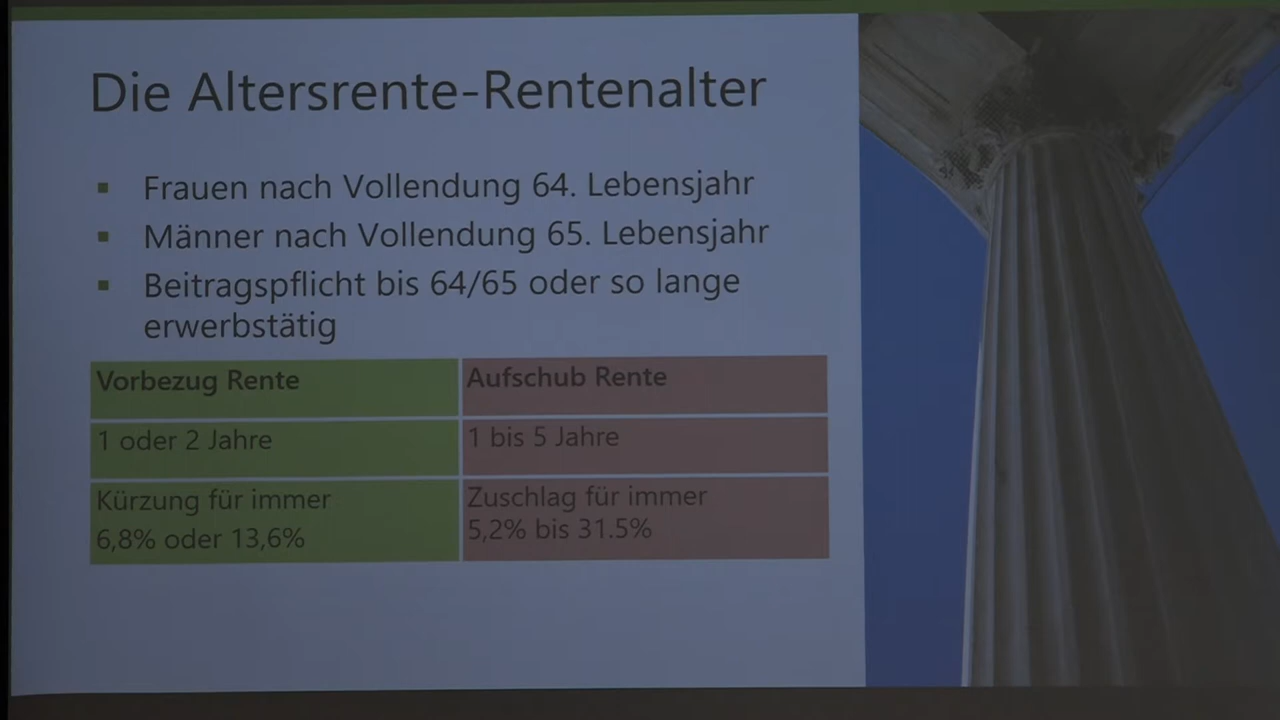 Die Altersrente-Rentenalter
Frauen nach Vollendung 64. Lebensjahr
Männer nach Vollendung 65. Lebensjahr
Beitragspflicht bis 64/65 oder so lange
erwerbstätig
Vorbezug Rente
Aufschub Rente
1 oder 2 Jahre
1 bis 5 Jahre
Kürzung für immer
6,8% oder 13,6%
Zuschlag für immer
5,2% bis 31.5%